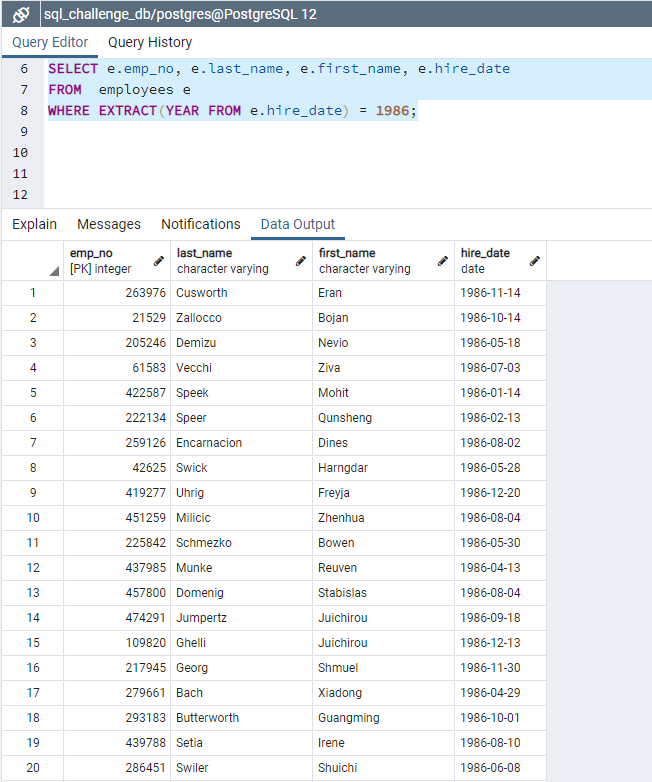 sql_challenge_db/postgres@PostgreSQL 12
Query Editor Query History
6 SELECT e.emp_no, e.last_name, e.first_name, e.hire_date
7 FROM employees e
8 WHERE EXTRACT(YEAR FROM e.hire_date) = 1986;
9
10
11
12
Explain Messages Notifications Data Output
emp_no last_name first_name hire_date
[PK] integer character varying character varying date
1 263976 Cusworth Eran 1986-11-14
2 21529 Zallocco Bojan 1986-10-14
3 205246 Demizu Nevio 1986-05-18
4 61583 Vecchi Ziva 1986-07-03
5 422587 Speek Mohit 1986-01-14
6 222134 Speer Qunsheng 1986-02-13
7 259126 Encarnacion Dines 1986-08-02
8 42625 Swick Harngdar 1986-05-28
9 419277 Uhrig Freyja 1986-12-20
10 451259 Milicic Zhenhua 1986-08-04
11 225842 Schmezko Bowen 1986-05-30
12 437985 Munke Reuven 1986-04-13
13 457800 Domenig Stabislas 1986-08-04
14 474291 Jumpertz Juichirou 1986-09-18
15 109820 Ghelli Juichirou 1986-12-13
16 217945 Georg Shmuel 1986-11-30
17 279661 Bach Xiadong 1986-04-29
18 293183 Butterworth Guangming 1986-10-01
19 439788 Setia Irene 1986-08-10
20 286451 Swiler Shuichi 1986-06-08